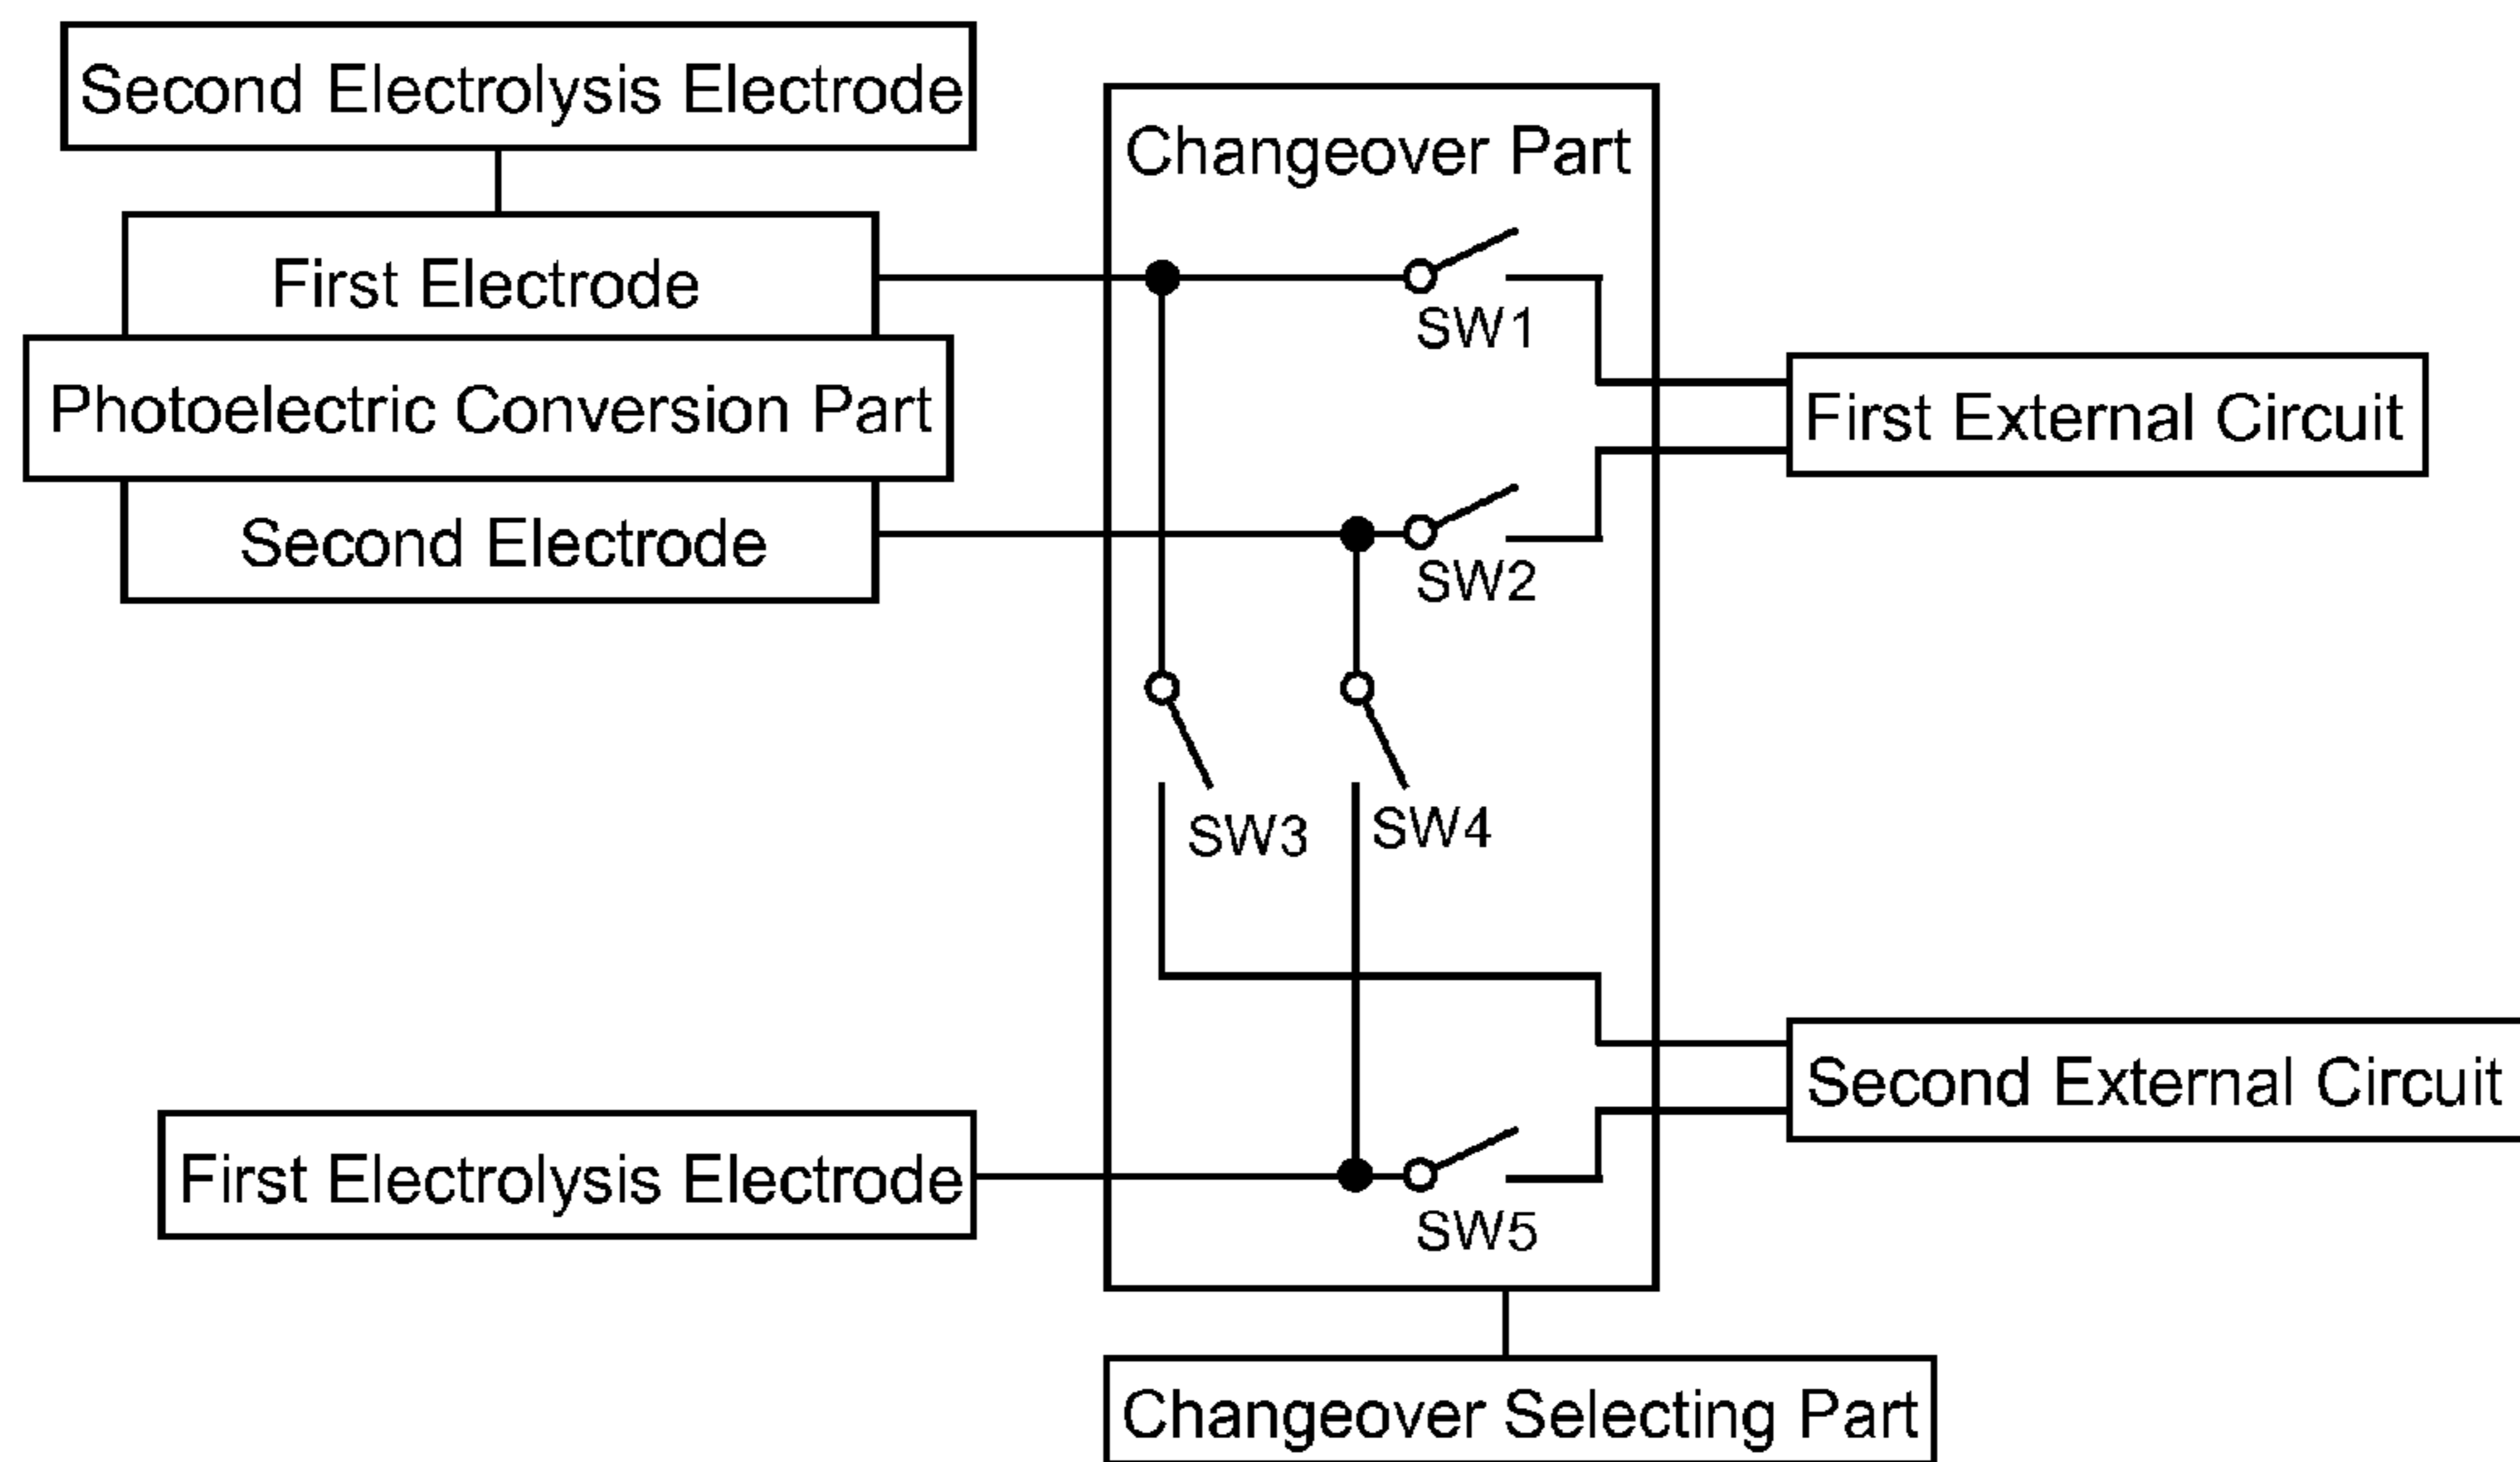 Second Electrolysis Electrode
Changeover Part
First Electrode
SW1
Photoelectric Conversion Part
First External Circuit
Second Electrode
SW2
SW3
SW4
Second External Circuit
First Electrolysis Electrode
SW5
Changeover Selecting Part